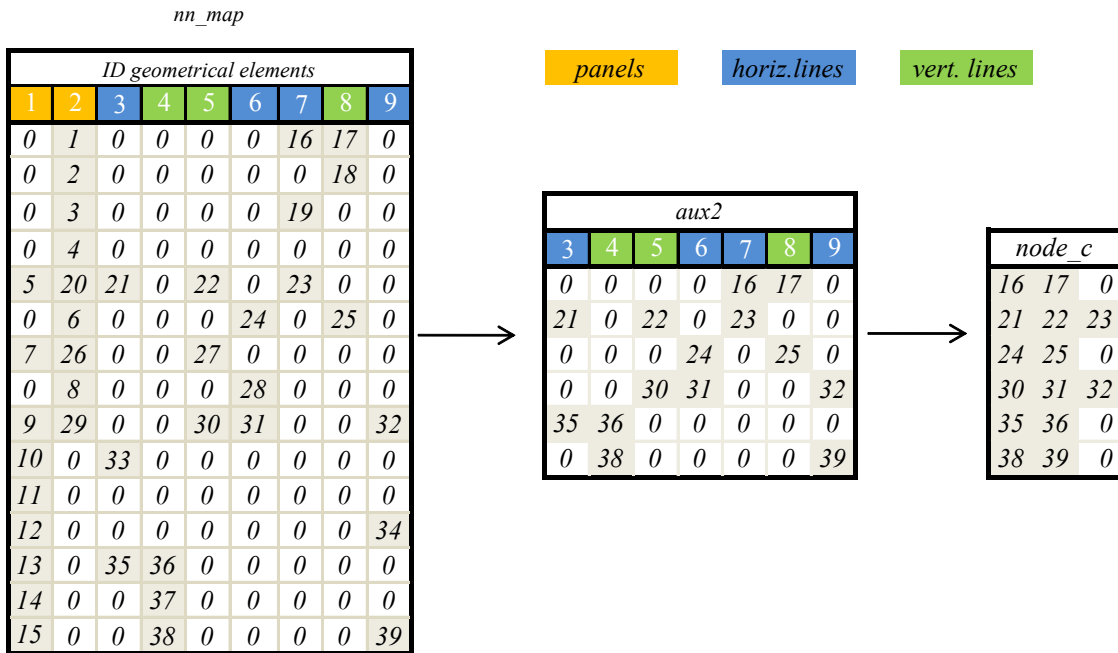 nn_map
ID geometrical elements
1 2 3 4 5 6 7 8 9
0 1 0 0 0 0 16 17 0
0 2 0 0 0 0 0 18 0
0 3 0 0 0 0 19 0 0
0 4 0 0 0 0 0 0 0
5 20 21 0 22 0 23 0 0
0 6 0 0 0 24 0 25 0
7 26 0 0 27 0 0 0 0
0 8 0 0 0 28 0 0 0
9 29 0 0 30 31 0 0 32
10 0 33 0 0 0 0 0 0
11 0 0 0 0 0 0 0 0
12 0 0 0 0 0 0 0 34
13 0 35 36 0 0 0 0 0
14 0 0 37 0 0 0 0 0
15 0 0 38 0 0 0 0 39
panels horiz.lines vert. lines
aux2
3 4 5 6 7 8 9
0 0 0 0 16 17 0
21 0 22 0 23 0 0
0 0 0 24 0 25 0
0 0 30 31 0 0 32
35 36 0 0 0 0 0
0 38 0 0 0 0 39
node_c
16 17 0
21 22 23
24 25 0
30 31 32
35 36 0
38 39 0